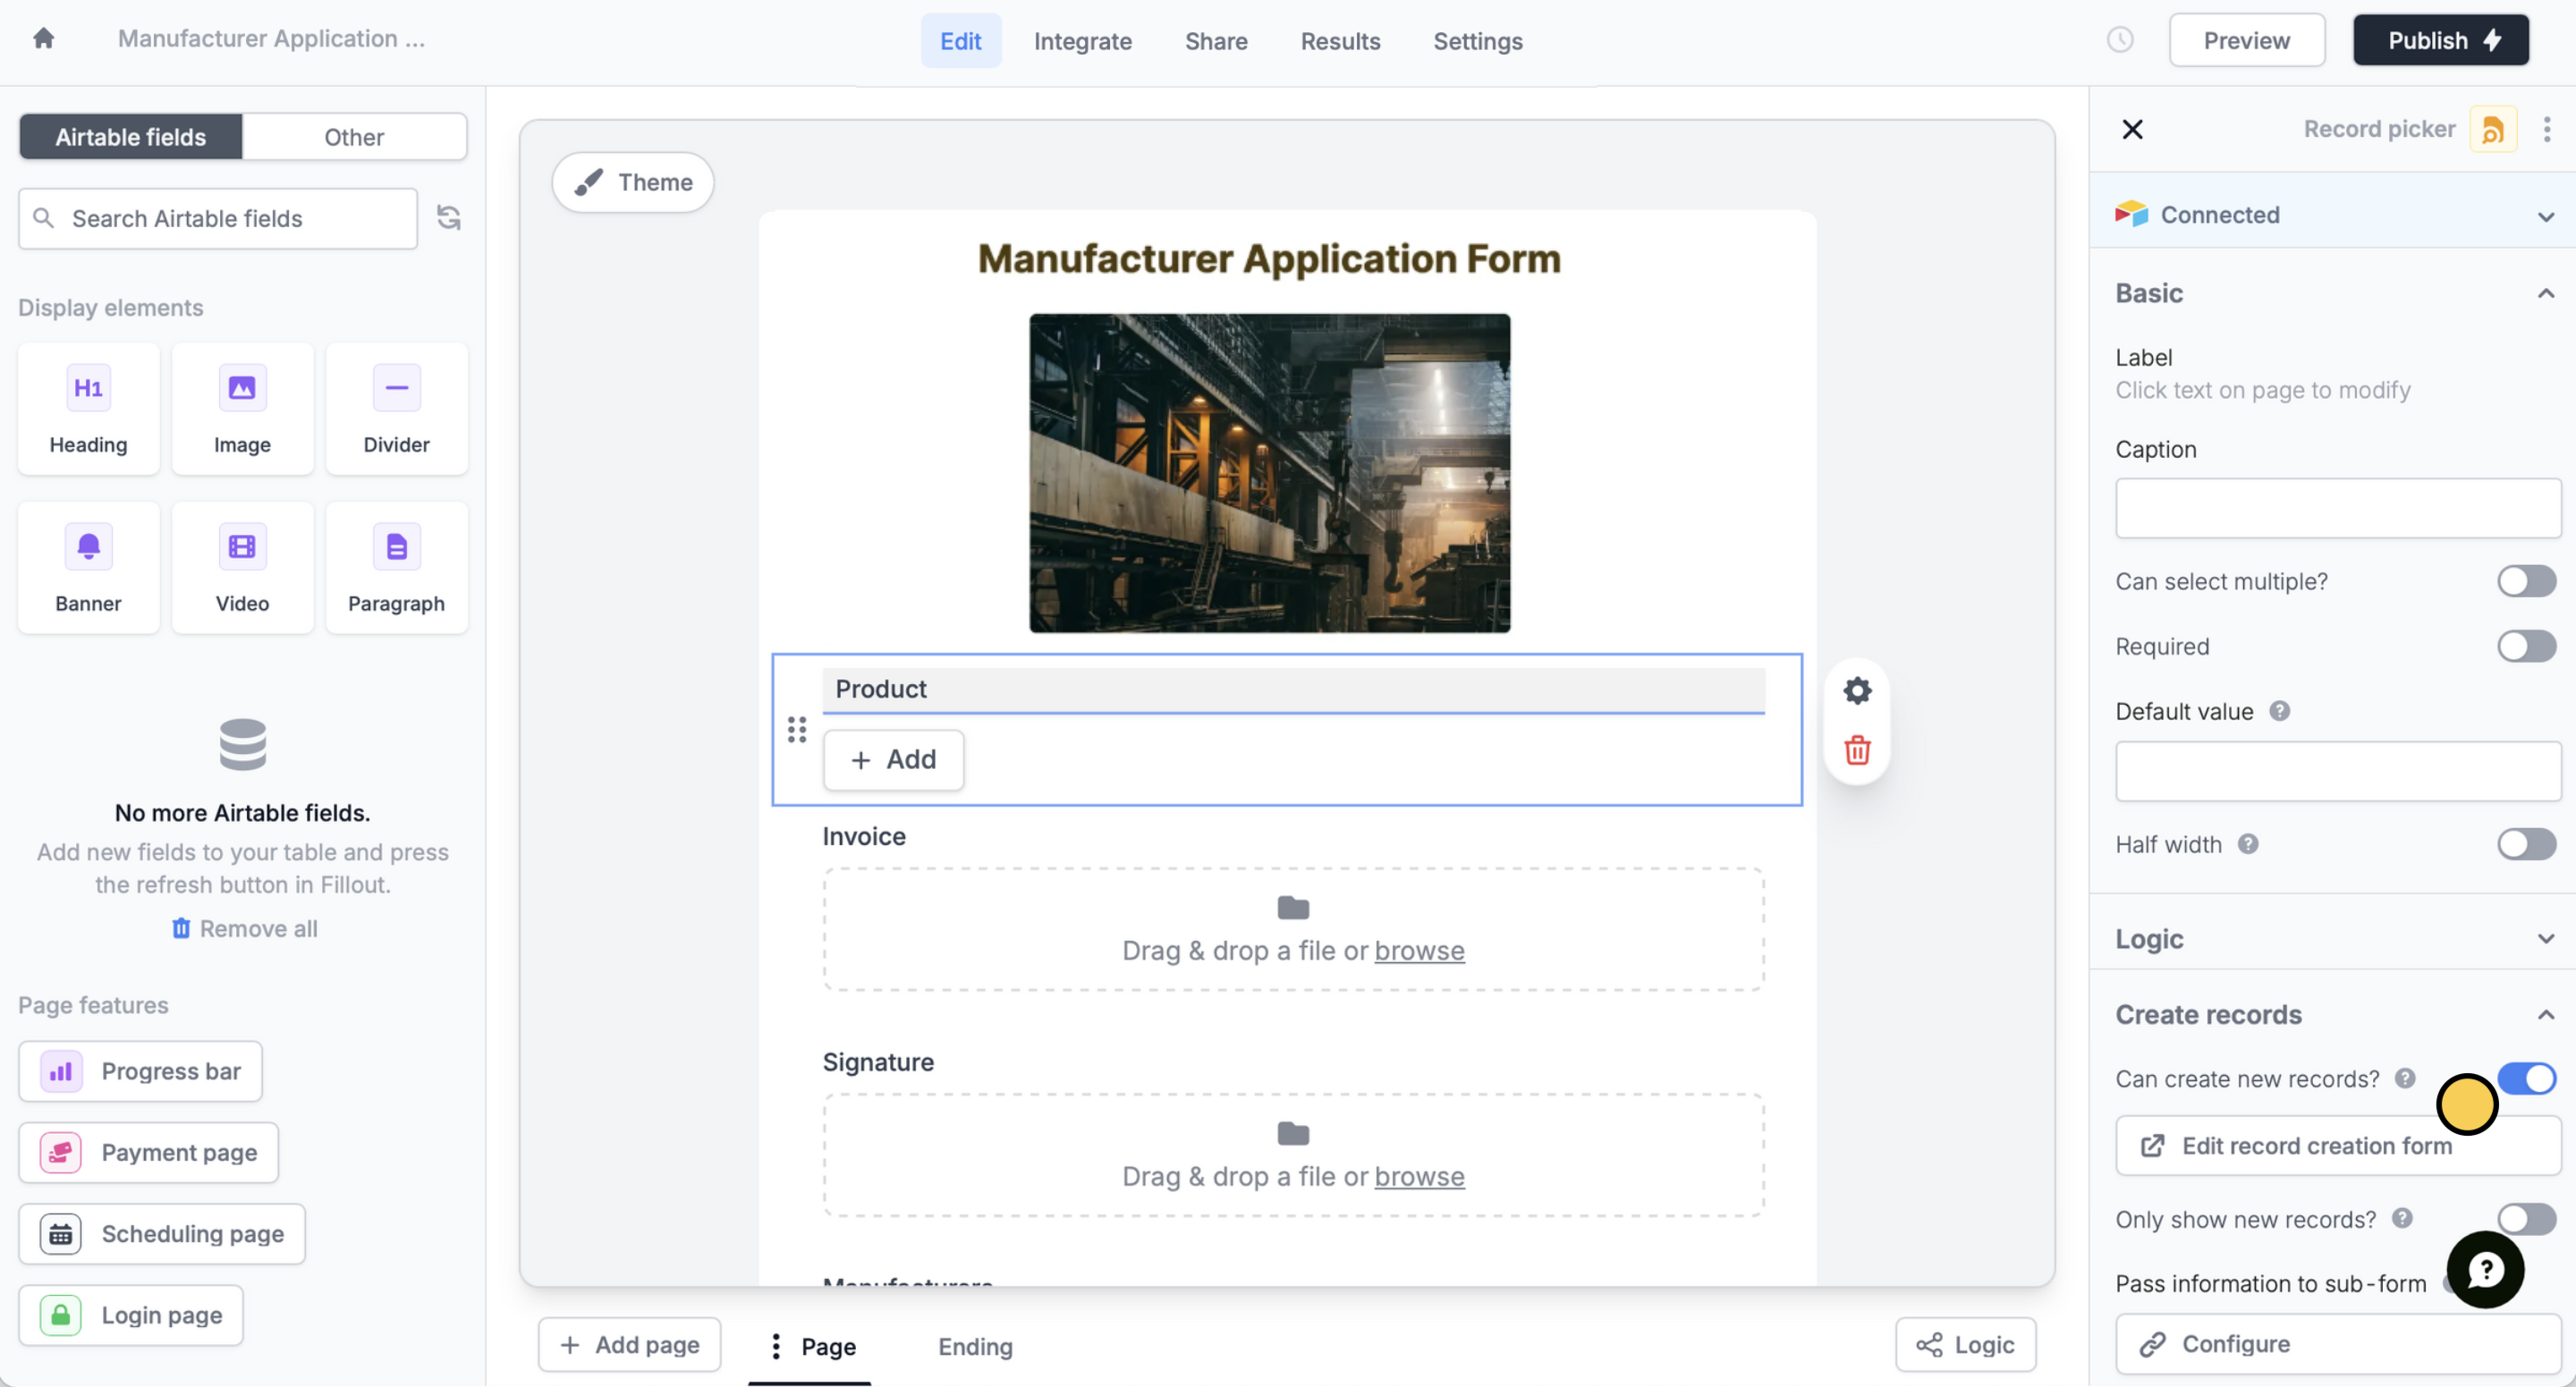 Manufacturer Application ...
Edit
Integrate
Share
Results
Settings
Preview
Publish
Airtable fields
Other
Search Airtable fields
Display elements
H1
Heading
Image
Divider
Banner
Video
Paragraph
No more Airtable fields.
Add new fields to your table and press
the refresh button in Fillout.
Remove all
Page features
Progress bar
Payment page
Scheduling page
Login page
Theme
Manufacturer Application Form
Product
+ Add
Invoice
Drag & drop a file or browse
Signature
Drag & drop a file or browse
Manufacturers
+ Add page
Page
Ending
Logic
Record picker
Connected
Basic
Label
Click text on page to modify
Caption
Can select multiple?
Required
Default value ?
Half width ?
Logic
Create records
Can create new records? ?
Edit record creation form
Only show new records? ?
Pass information to sub-form
?
Configure